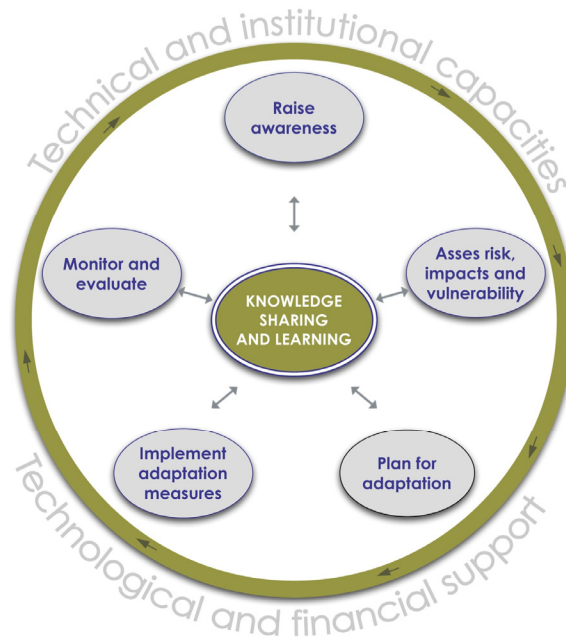 Technical and institutional capacities
Raise
awareness
Monitor and
evaluate
Asses risk,
impacts and
vulnerability
KNOWLEDGE
SHARING
AND LEARNING
Implement
adaptation
measures
Plan for
adaptation
Technological and financial support